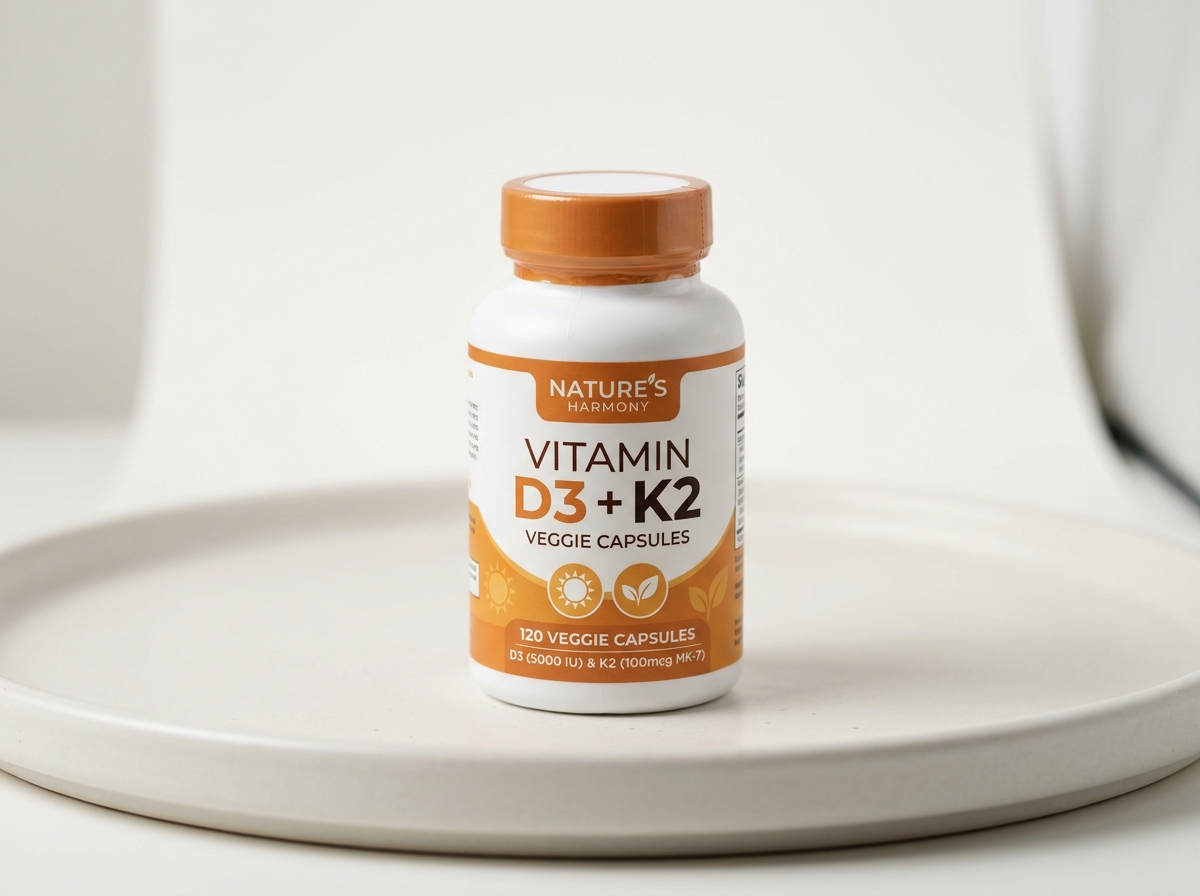 NATURE'S
HARMONY
VITAMIN
D3 + K2
VEGGIE CAPSULES
120 VEGGIE CAPSULES
D3 (5000 IU) & K2 (100mcg MK-7)